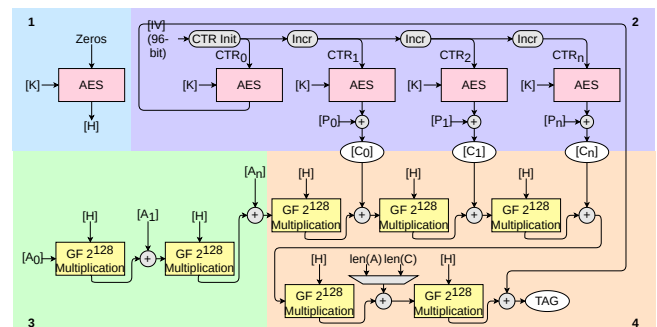 1
2
Zeros
[IV]
(96-
bit)
CTR Init
Incr
Incr
Incr
CTR0
CTR1
CTR2
CTRn
[K]
AES
[K]
AES
[K]
AES
[K]
AES
[K]
AES
[H]
[P0]
+
[P1]
+
[Pn]
+
[C0]
[C1]
[Cn]
[An]
[H]
[H]
[H]
[H]
[A1]
[H]
GF 2128
Multiplication
+
+
GF 2128
Multiplication
+
GF 2128
Multiplication
+
[A0]
GF 2128
Multiplication
+
GF 2128
Multiplication
[H]
len(A)
len(C)
[H]
GF 2128
Multiplication
+
GF 2128
Multiplication
+
TAG
3
4